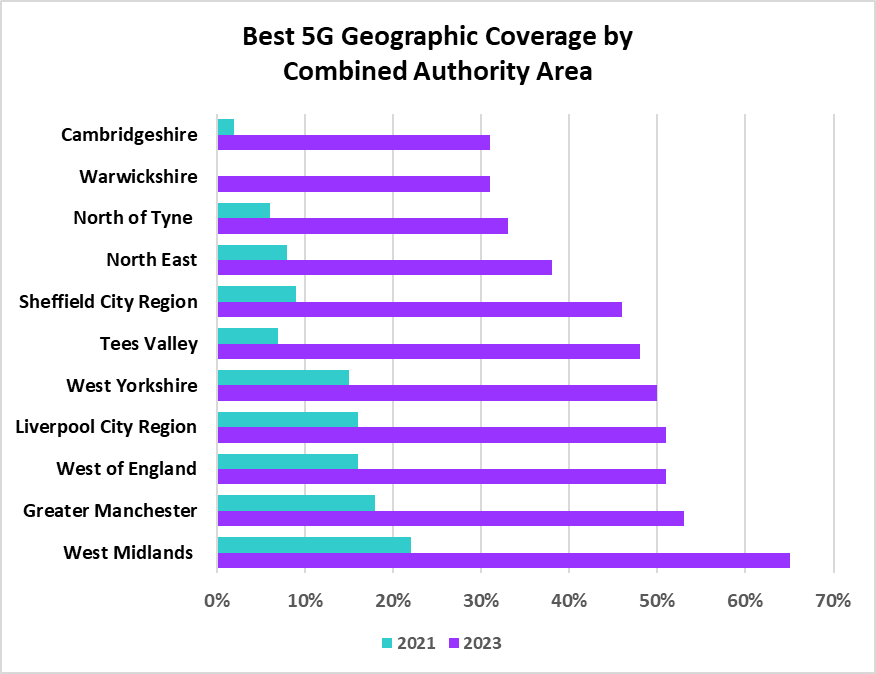 Best 5G Geographic Coverage by
Combined Authority Area
Cambridgeshire
Warwickshire
North of Tyne
North East
Sheffield City Region
Tees Valley
West Yorkshire
Liverpool City Region
West of England
Greater Manchester
West Midlands
0% 10% 20% 30% 40% 50% 60% 70%
2021 2023